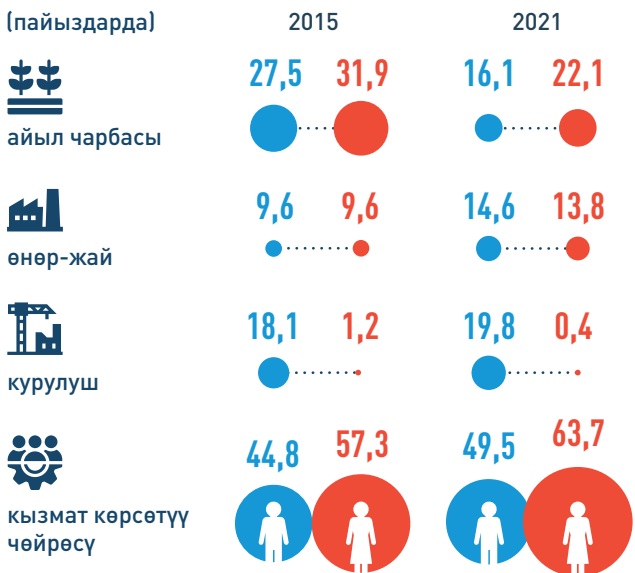 (пайыздарда) 2015 2021
27,5 31,9 16,1 22,1
айыл чарбасы
9,6 9,6 14,6 13,8
өнөр-жай
18,1 1,2 19,8 0,4
курулуш
44,8 57,3 49,5 63,7
кызмат көрсөтүү
чөйрөсү